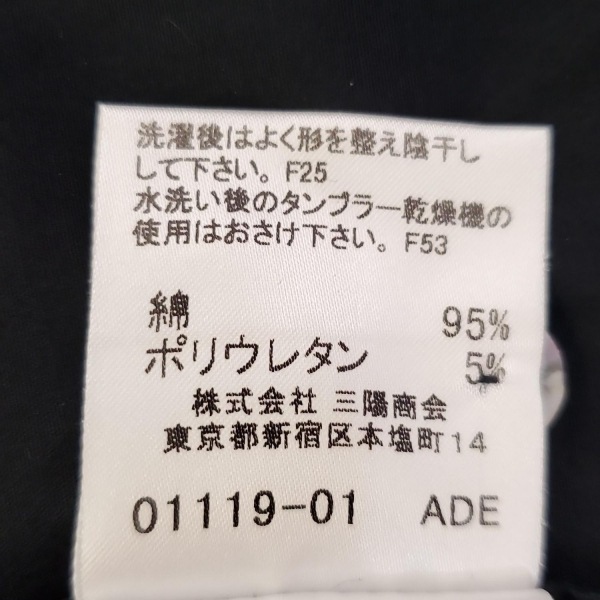 洗濯後はよく形を整え陰干し
して下さい。F25
水洗い後のタンブラー乾燥機の
使用はおさけ下さい。F53
綿 95%
ポリウレタン 5%
株式会社 三陽商会
東京都新宿区本塩町14
01119-01 ADE